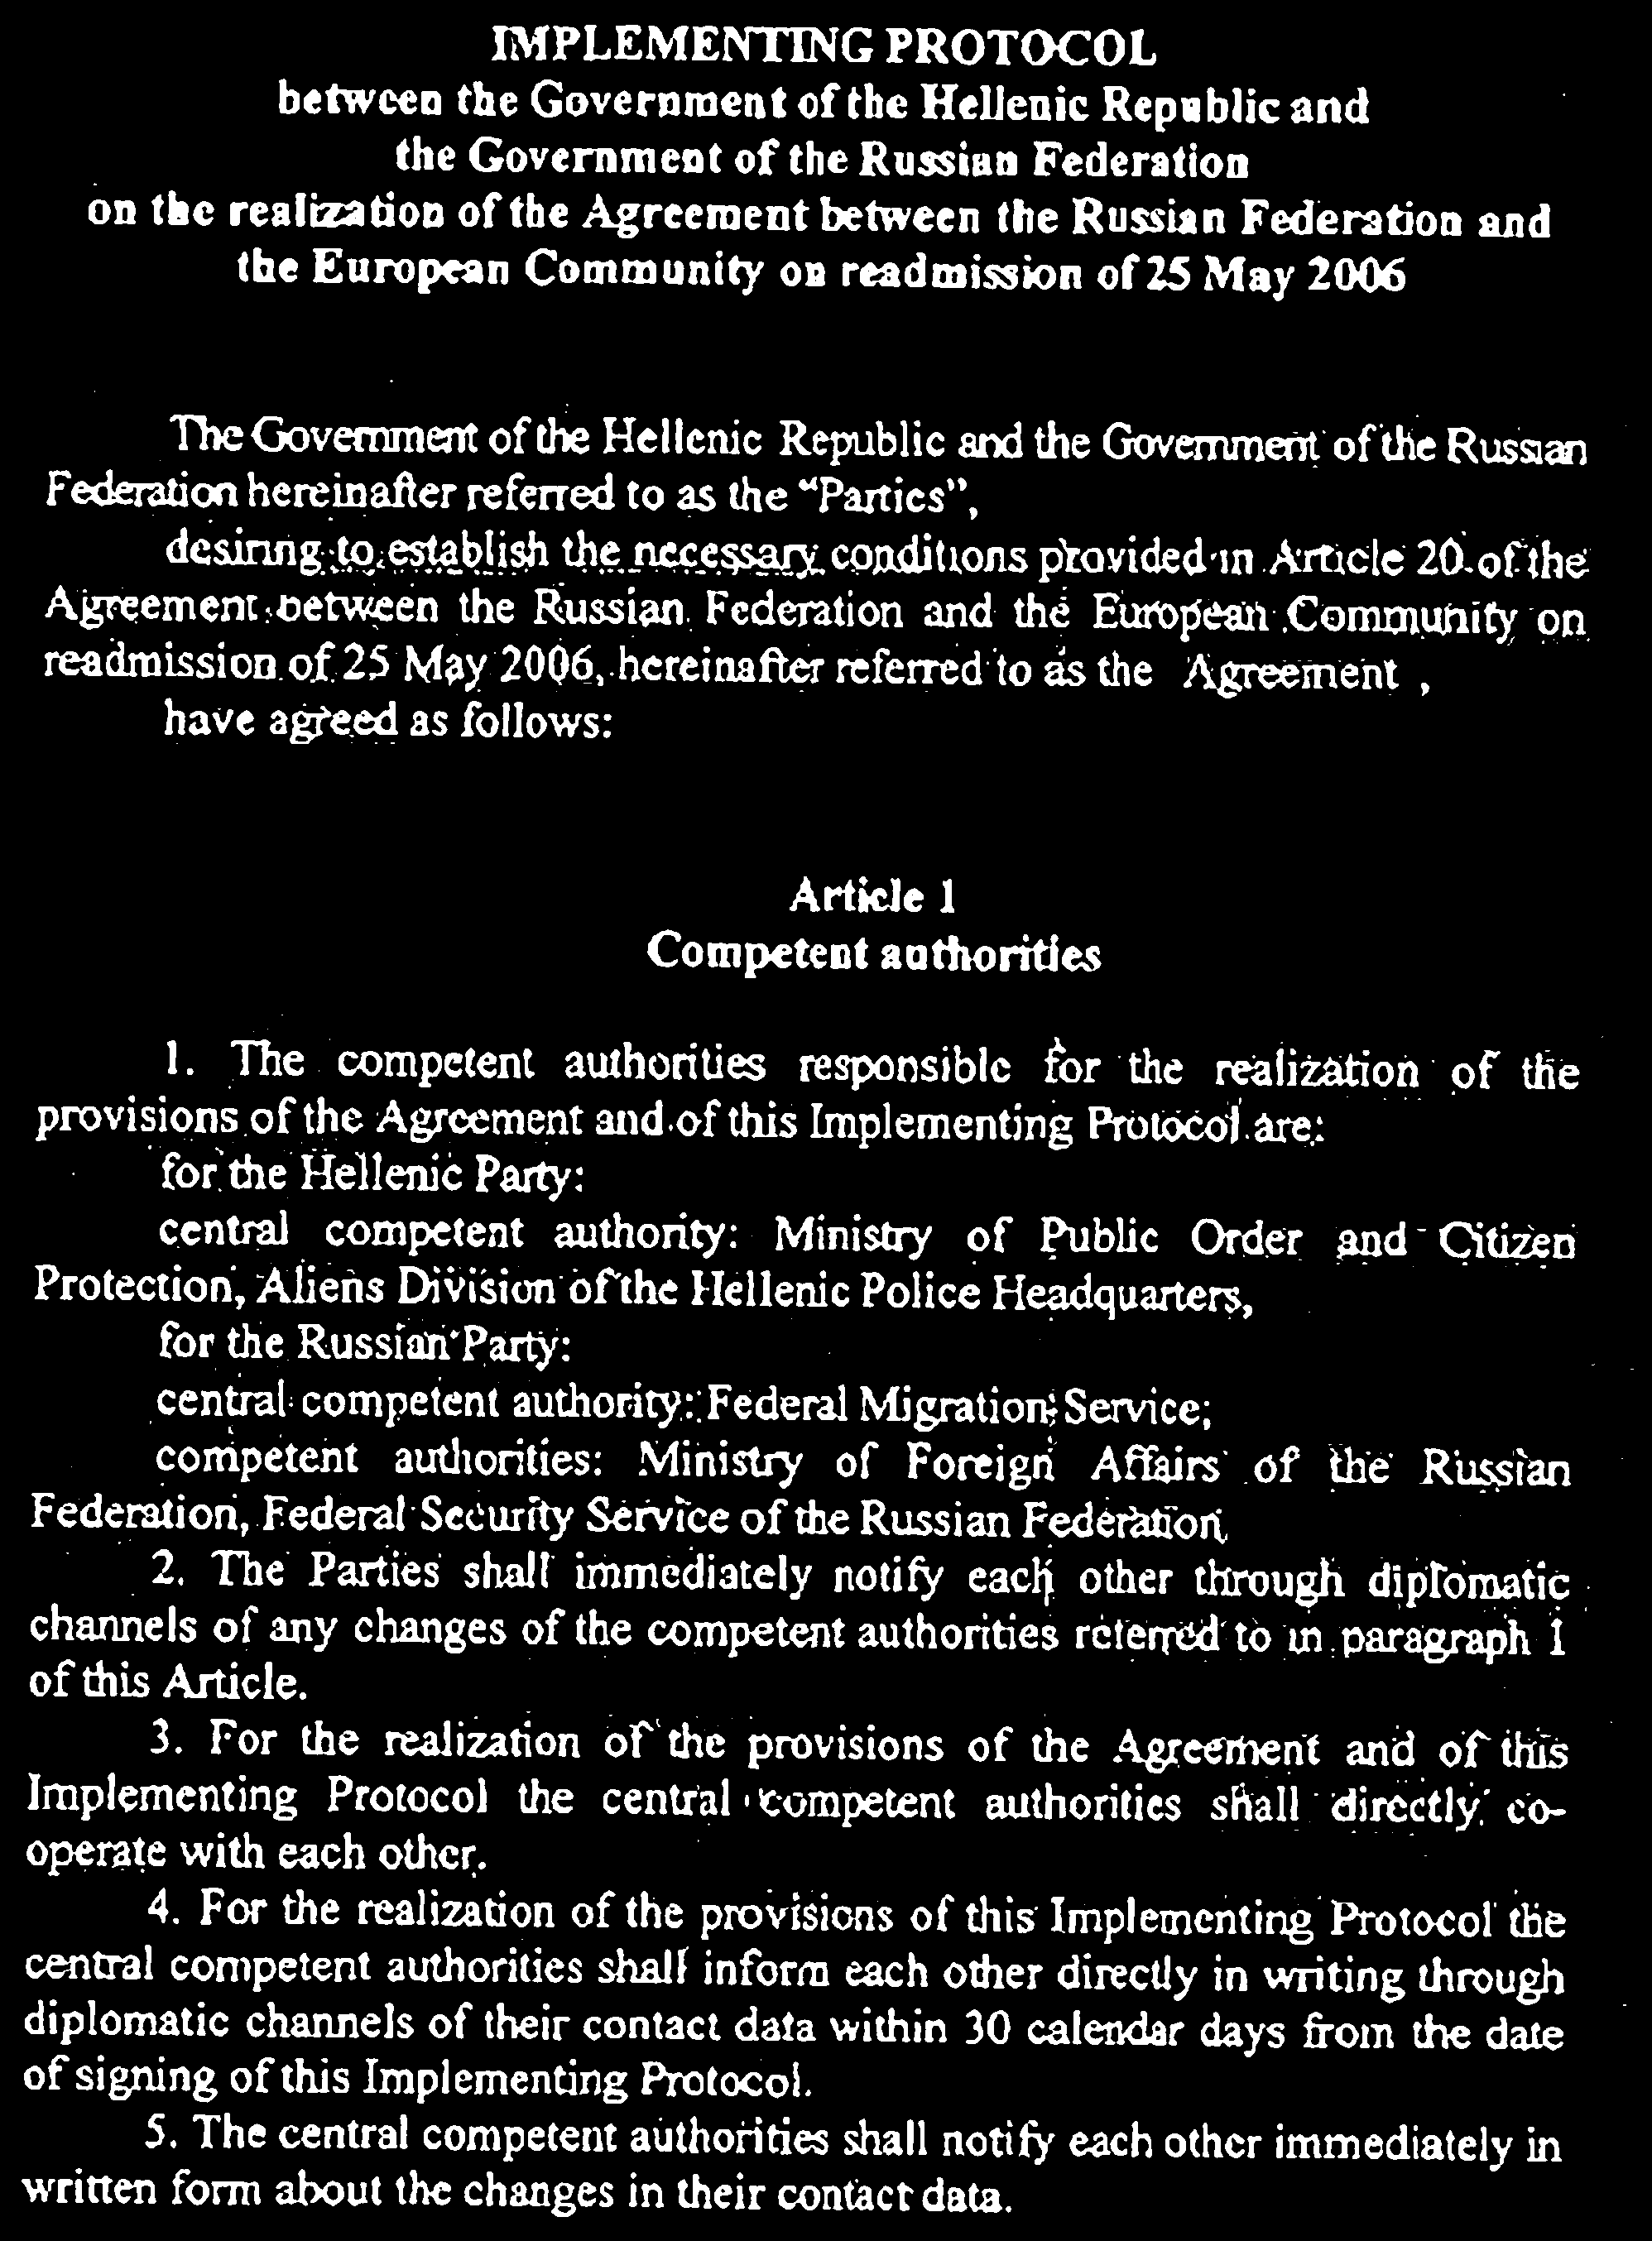 IMPLEMENTING PROTOCOL
between the Government of the Hellenic Republic and
the Government of the Russian Federation
on the realization of the Agreement between the Russian Federation and
the European Community on readmission of 25 May 2006
The Government of the Hellenic Republic and the Government of the Russian
Federation hereinafter referred to as the “Parties”,
desiring to establish the necessary conditions provided in Article 20 of the
Agreement between the Russian Federation and the European Community on
readmission of 25 May 2006, hereinafter referred to as the Agreement ,
have agreed as follows:
Article 1
Competent authorities
1. The competent authorities responsible for the realization of the
provisions of the Agreement and of this Implementing Protocol are:
for the Hellenic Party:
central competent authority: Ministry of Public Order and Citizen
Protection, Aliens Division of the Hellenic Police Headquarters,
for the Russian Party:
central competent authority: Federal Migration Service;
competent authorities: Ministry of Foreign Affairs of the Russian
Federation, Federal Security Service of the Russian Federation.
2. The Parties shall immediately notify each other through diplomatic
channels of any changes of the competent authorities referred to in paragraph 1
of this Article.
3. For the realization of the provisions of the Agreement and of this
Implementing Protocol the central competent authorities shall directly co-
operate with each other.
4. For the realization of the provisions of this Implementing Protocol the
central competent authorities shall inform each other directly in writing through
diplomatic channels of their contact data within 30 calendar days from the date
of signing of this Implementing Protocol.
5. The central competent authorities shall notify each other immediately in
written form about the changes in their contact data.